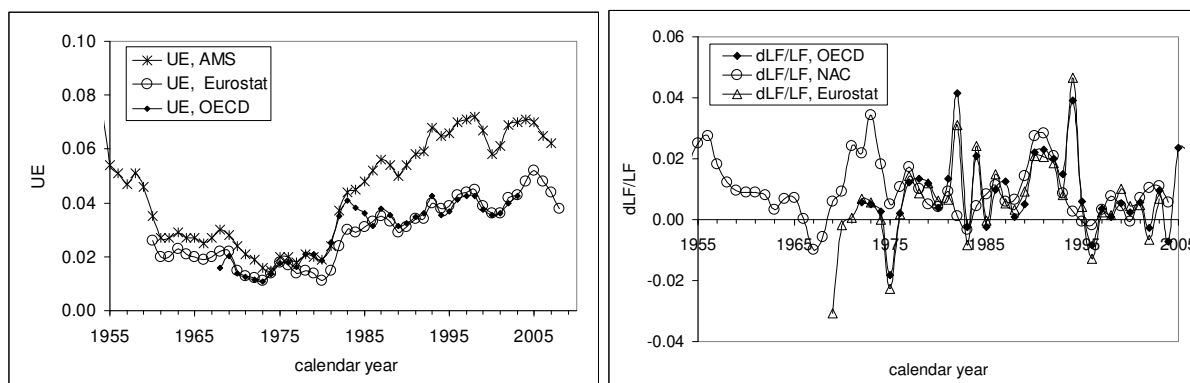 0.10
0.08
0.06
0.04
0.02
0.00
UE
UE, AMS
UE, Eurostat
UE, OECD
1955 1965 1975 1985 1995 2005
calendar year
0.06
0.04
0.02
0.00
-0.02
-0.04
dLF/LF
dLF/LF, OECD
dLF/LF, NAC
dLF/LF, Eurostat
1955 1965 1975 1985 1995 2005
calendar year